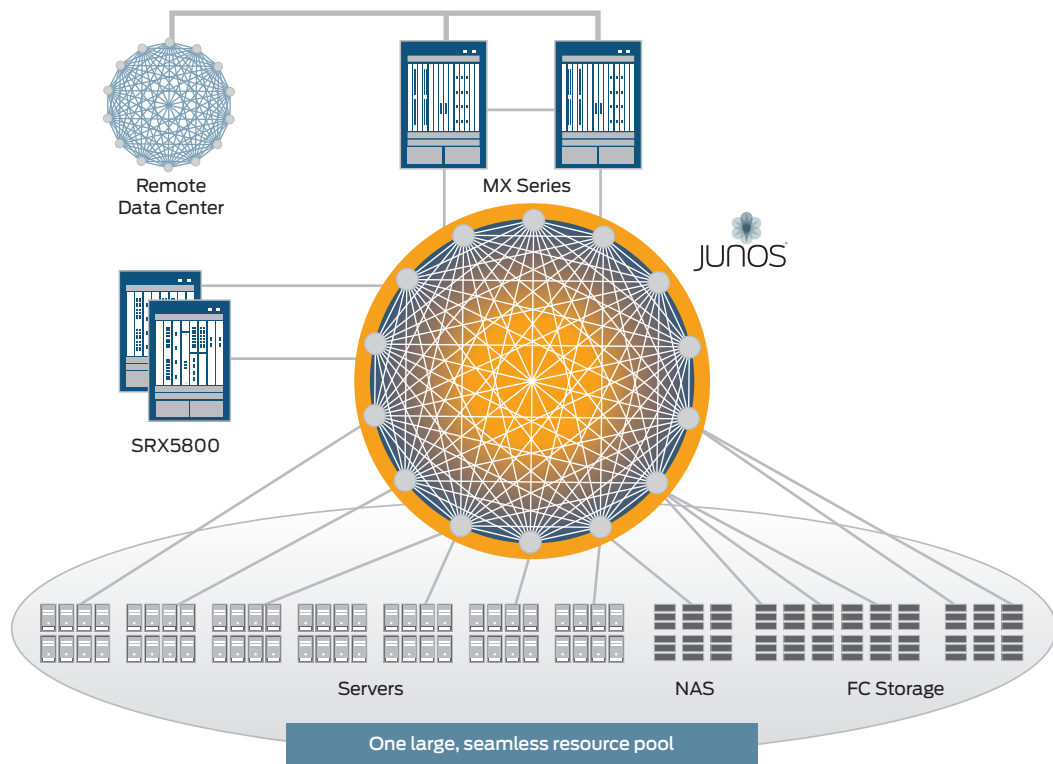 Remote
Data Center
MX Series
JUNOS
SRX5800
Servers
NAS
FC Storage
One large, seamless resource pool